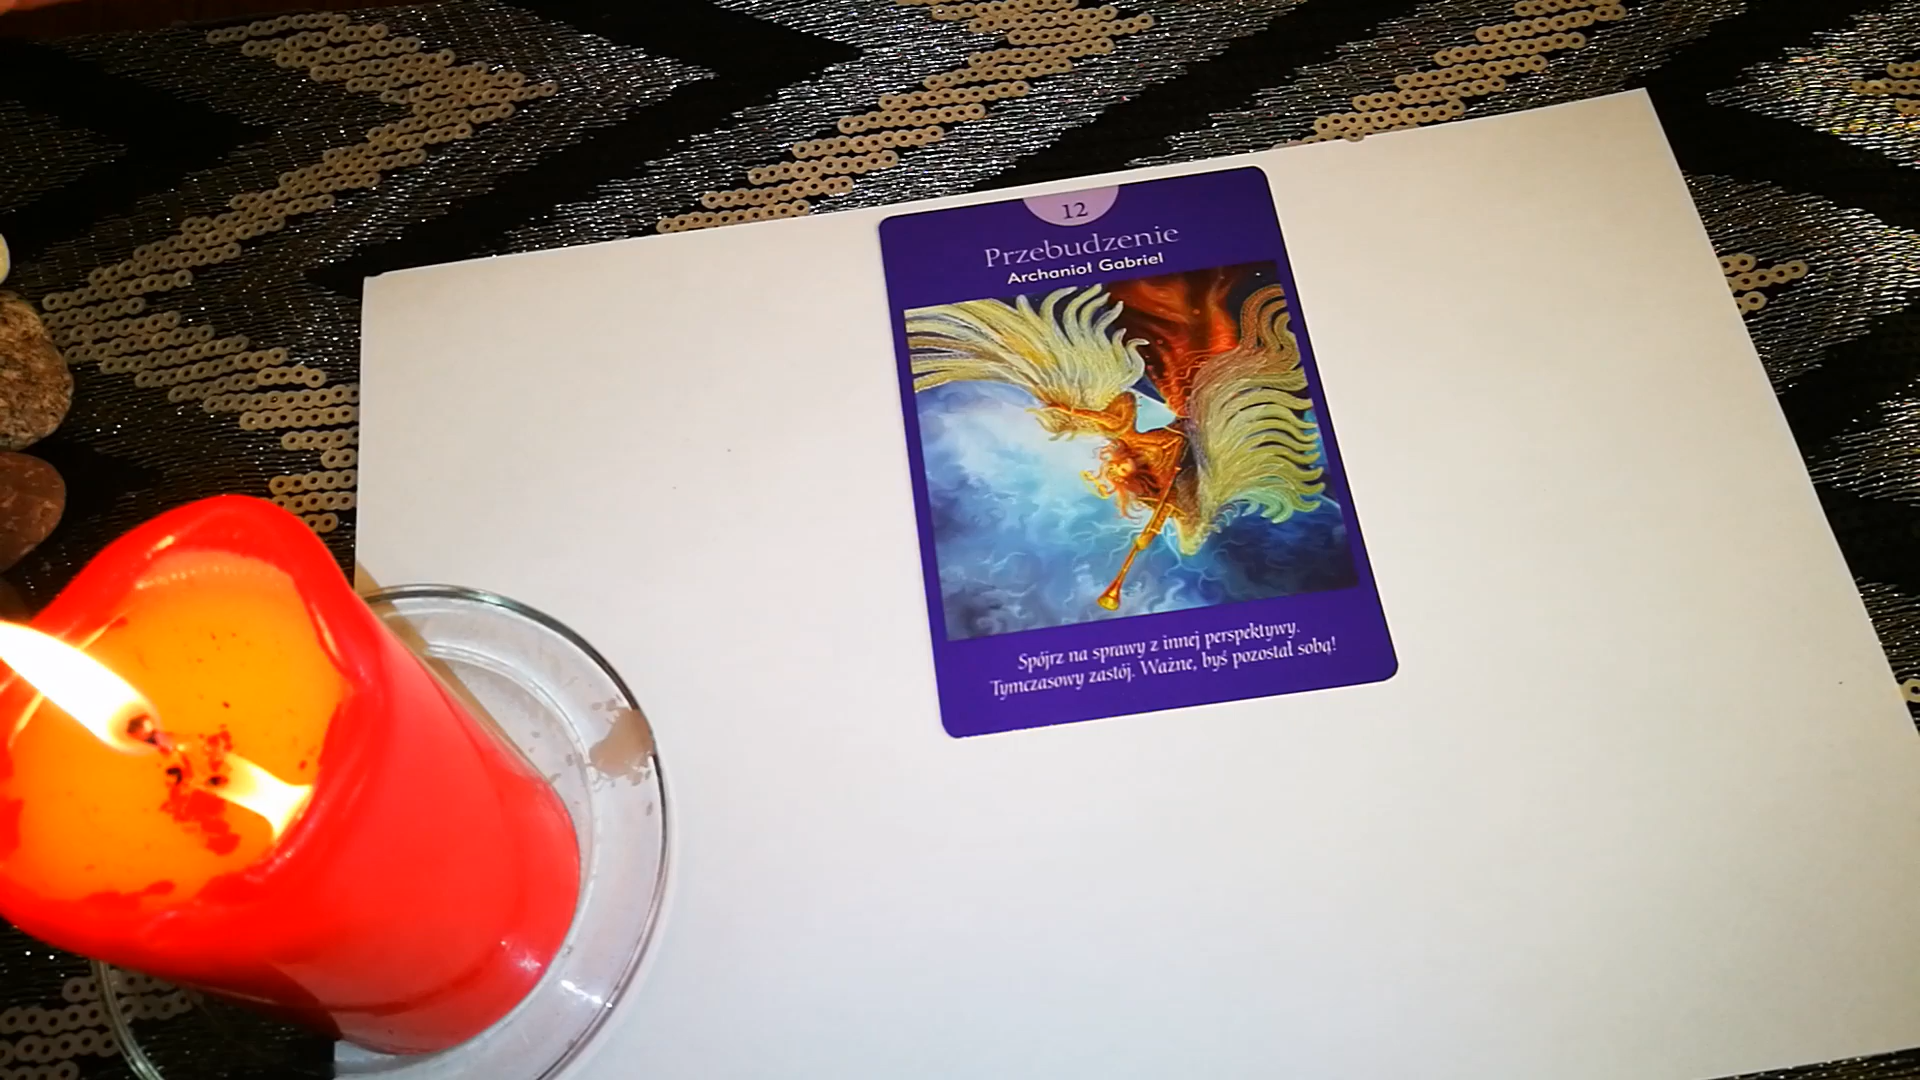 12
Przebudzenie
Archanioł Gabriel
Spójrz na sprawy z innej perspektywy.
Tymczasowy zastój. Ważne, byś pozostał sobą!